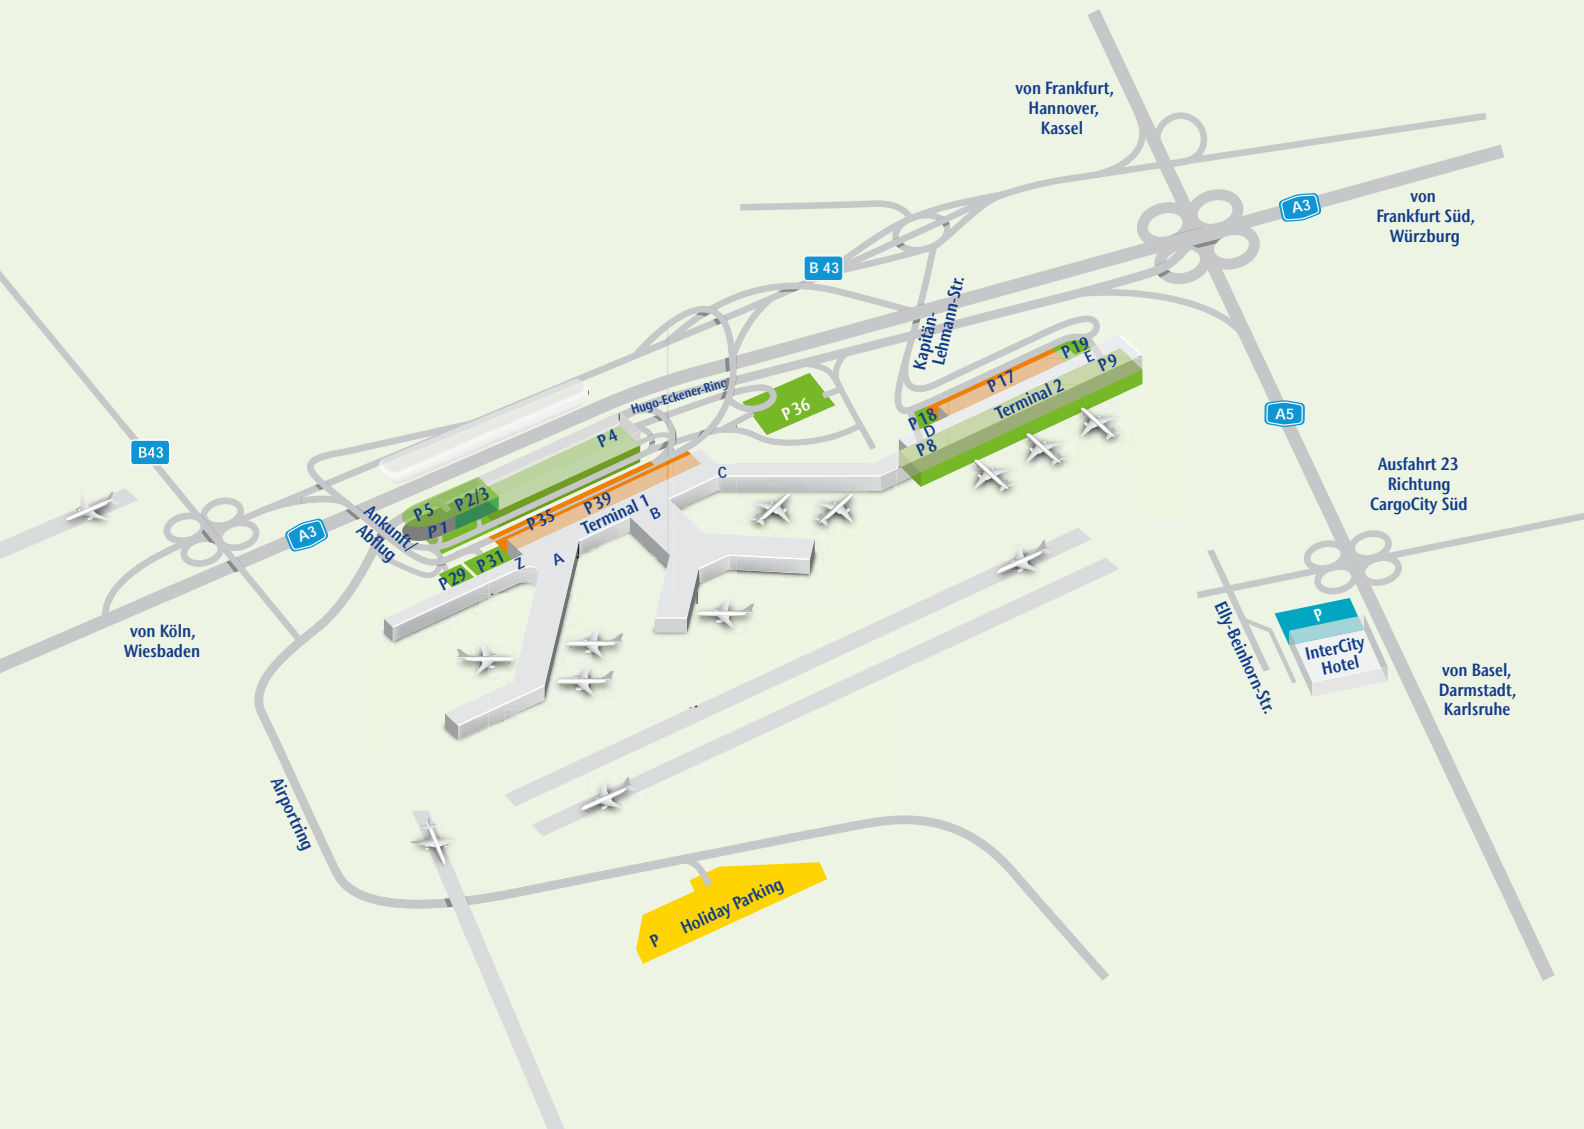 von Frankfurt,
Hannover,
Kassel
A3
von
Frankfurt Süd,
Würzburg
B 43
Kapitän-
Lehmann-Str.
P19
E
P9
P17
Terminal 2
P18
D
P8
Hugo-Eckener-Ring
P36
A5
P4
B43
P5
P2/3
P1
C
Ausfahrt 23
Richtung
CargoCity Süd
A3
Ankunft/
Abflug
P39
P35
Terminal 1
B
P31
P29
Z
A
von Köln,
Wiesbaden
Elly-Beinhorn-Str.
P
InterCity
Hotel
von Basel,
Darmstadt,
Karlsruhe
Airportring
P Holiday Parking